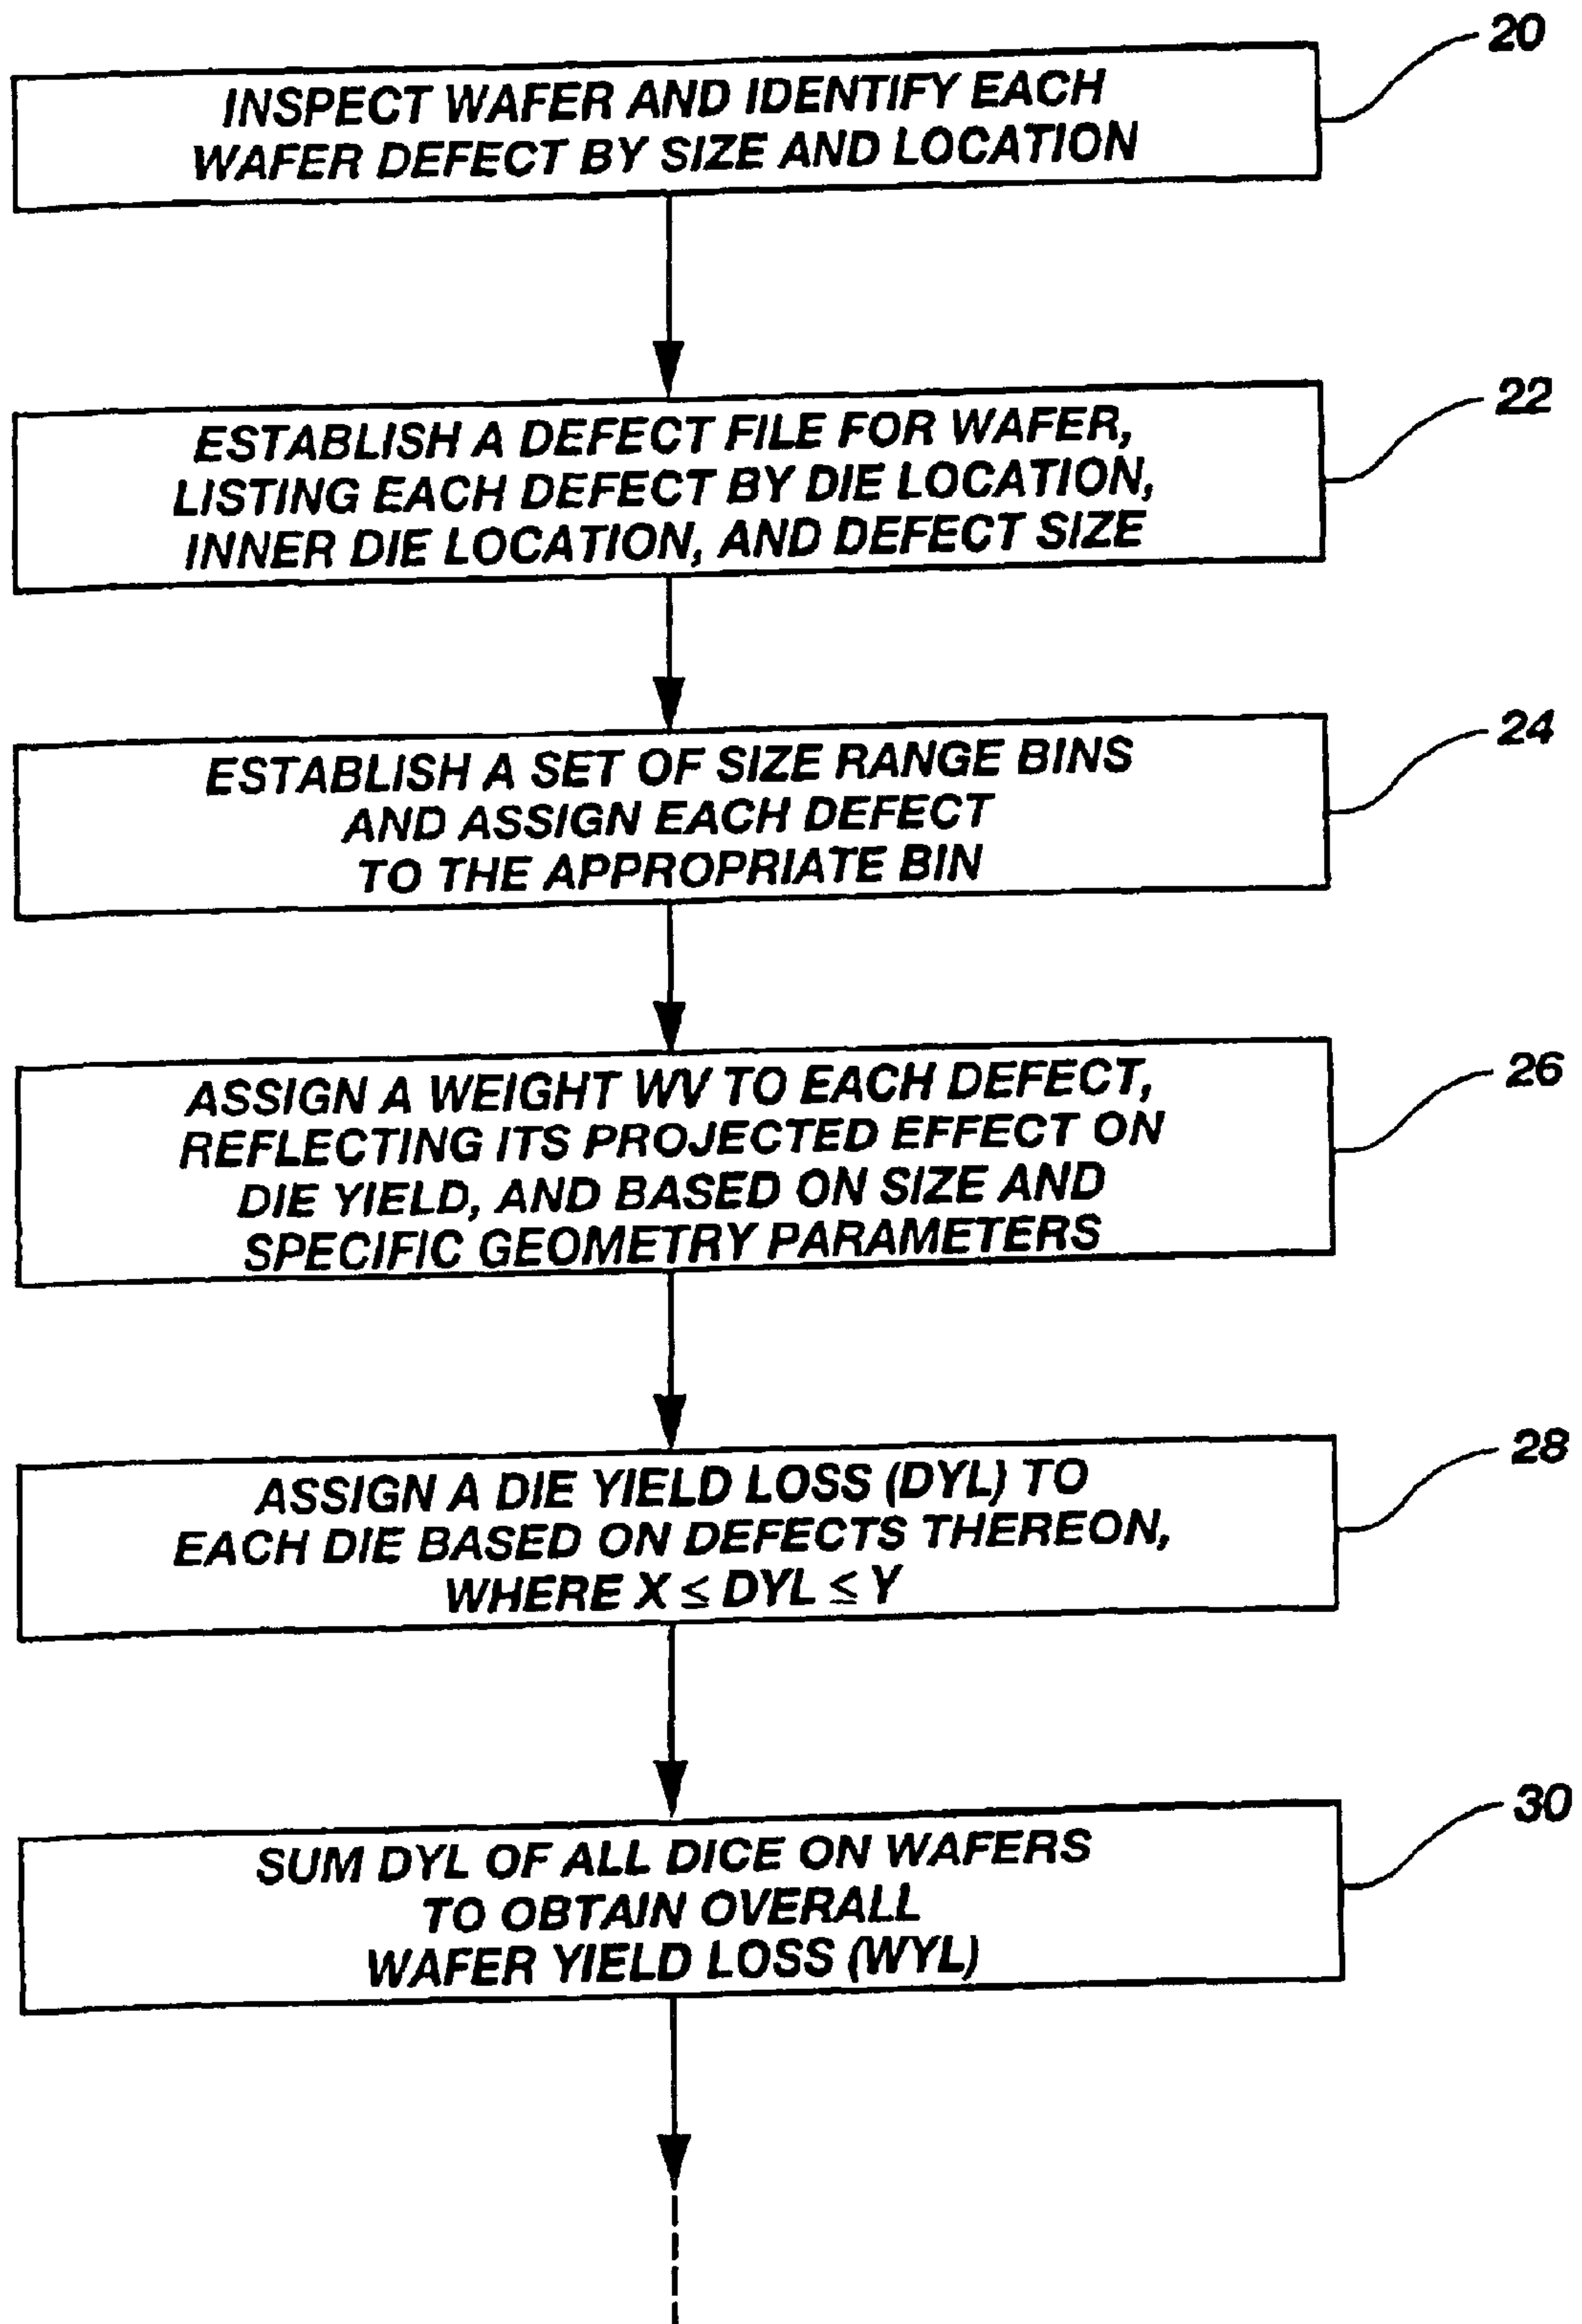 20
INSPECT WAFER AND IDENTIFY EACH
WAFER DEFECT BY SIZE AND LOCATION
22
ESTABLISH A DEFECT FILE FOR WAFER,
LISTING EACH DEFECT BY DIE LOCATION,
INNER DIE LOCATION, AND DEFECT SIZE
24
ESTABLISH A SET OF SIZE RANGE BINS
AND ASSIGN EACH DEFECT
TO THE APPROPRIATE BIN
26
ASSIGN A WEIGHT WV TO EACH DEFECT,
REFLECTING ITS PROJECTED EFFECT ON
DIE YIELD, AND BASED ON SIZE AND
SPECIFIC GEOMETRY PARAMETERS
28
ASSIGN A DIE YIELD LOSS (DYL) TO
EACH DIE BASED ON DEFECTS THEREON,
WHERE X ≤ DYL ≤ Y
30
SUM DYL OF ALL DICE ON WAFERS
TO OBTAIN OVERALL
WAFER YIELD LOSS (WYL)